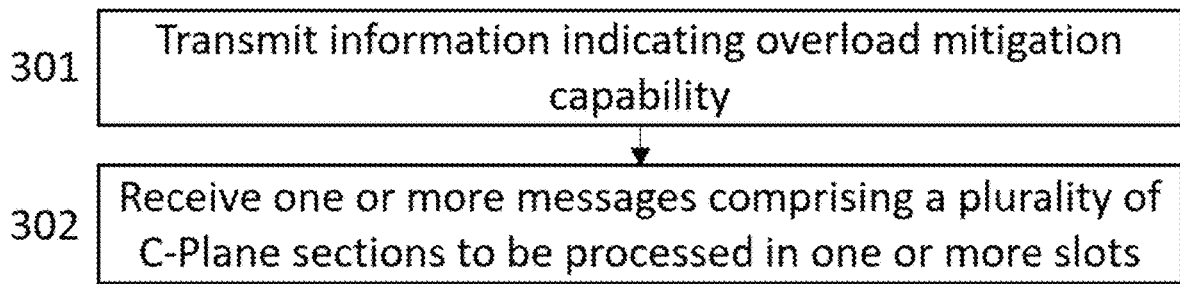 301
Transmit information indicating overload mitigation
capability
302
Receive one or more messages comprising a plurality of
C-Plane sections to be processed in one or more slots